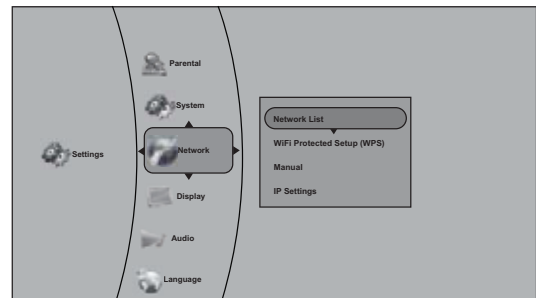 Settings
Parental
System
Network
Display
Audio
Language
Network List
WiFi Protected Setup (WPS)
Manual
IP Settings